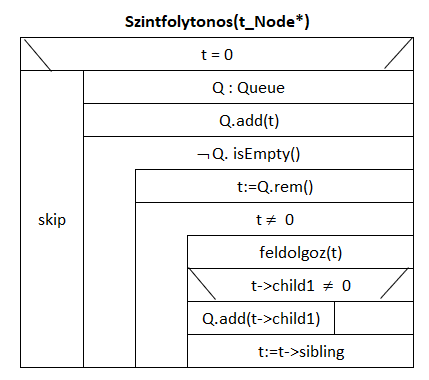 Szintfolytonos(t_Node*)
t = 0
Q : Queue
Q.add(t)
¬ Q. isEmpty()
t:=Q.rem()
skip
t ≠ 0
feldolgoz(t)
t->child1 ≠ 0
Q.add(t->child1)
t:=t->sibling